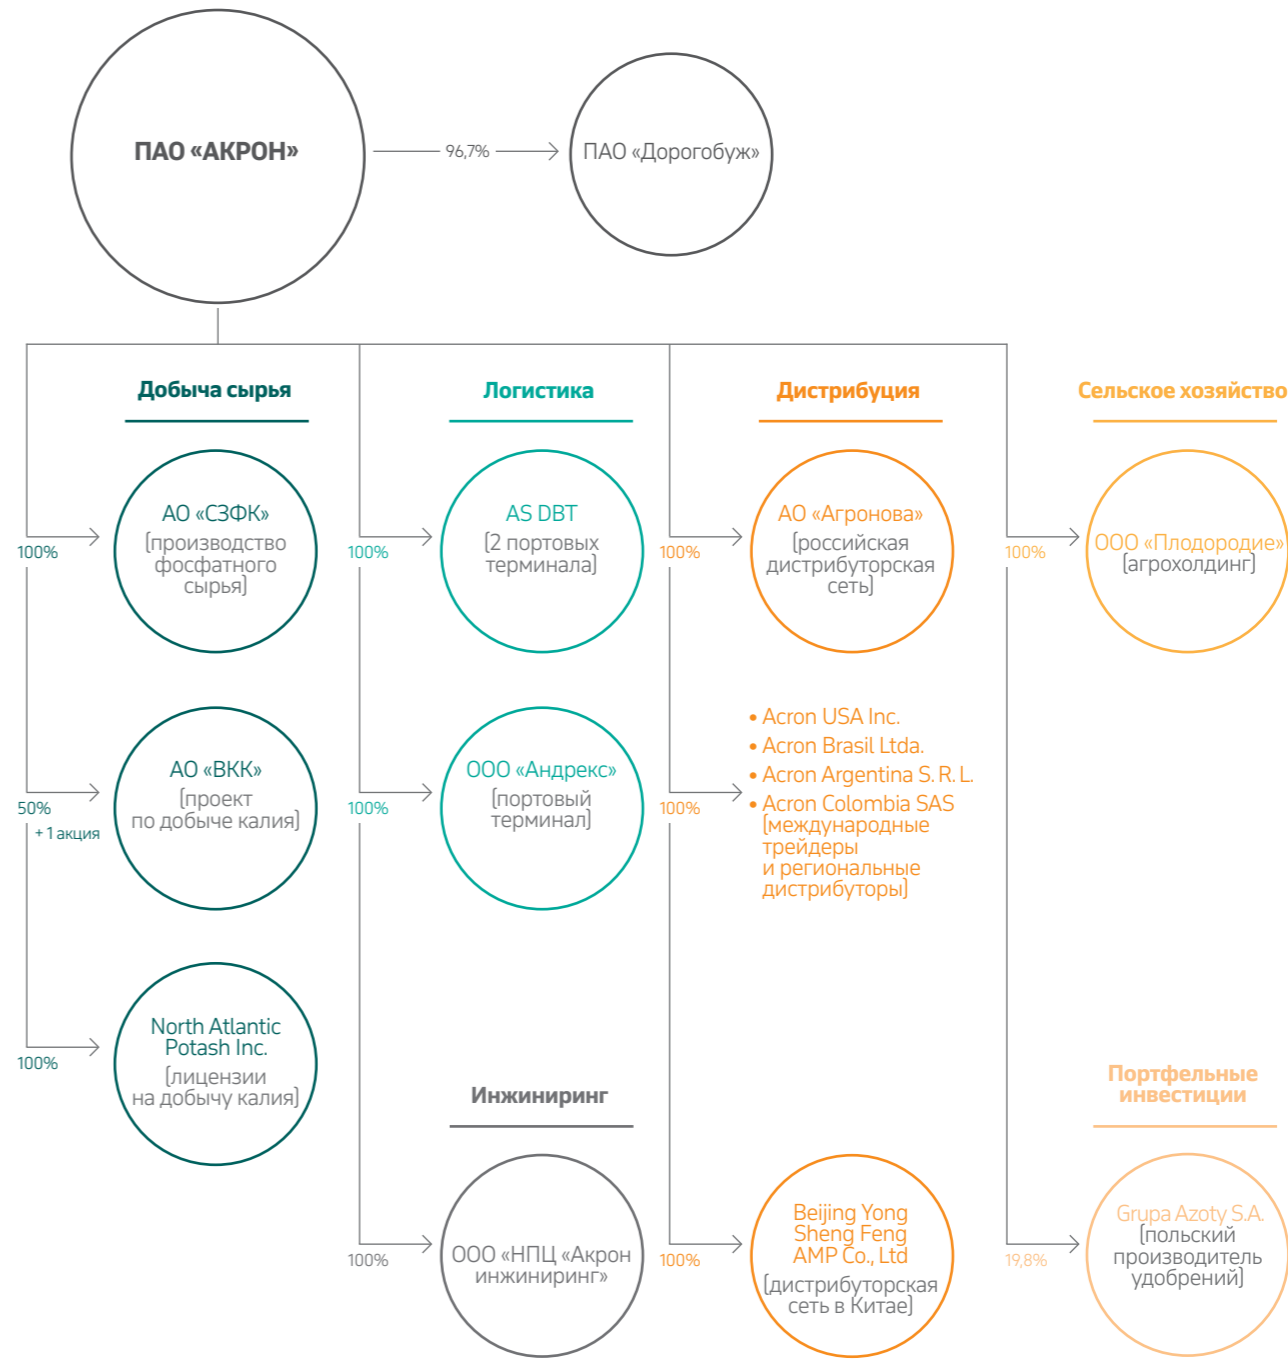 ПАО «АКРОН»
96,7%
ПАО «Дорогобуж»
Добыча сырья
100%
АО «СЗФК»
(производство
фосфатного
сырья)
50%
+ 1 акция
АО «ВКК»
(проект
по добыче калия)
100%
North Atlantic
Potash Inc.
(лицензии
на добычу калия)
Логистика
100%
AS DBT
(2 портовых
терминала)
100%
ООО «Андрекс»
(портовый
терминал)
Инжиниринг
100%
ООО «НПЦ «Акрон
инжиниринг»
Дистрибуция
100%
АО «Агронова»
(российская
дистрибуторская
сеть)
100%
• Acron USA Inc.
• Acron Brasil Ltda.
• Acron Argentina S. R. L.
• Acron Colombia SAS
(международные
трейдеры
и региональные
дистрибуторы)
100%
Beijing Yong
Sheng Feng
AMP Co., Ltd
(дистрибуторская
сеть в Китае)
Сельское хозяйство
100%
ООО «Плодородие»
(агрохолдинг)
Портфельные
инвестиции
19,8%
Grupa Azoty S.A.
(польский
производитель
удобрений)